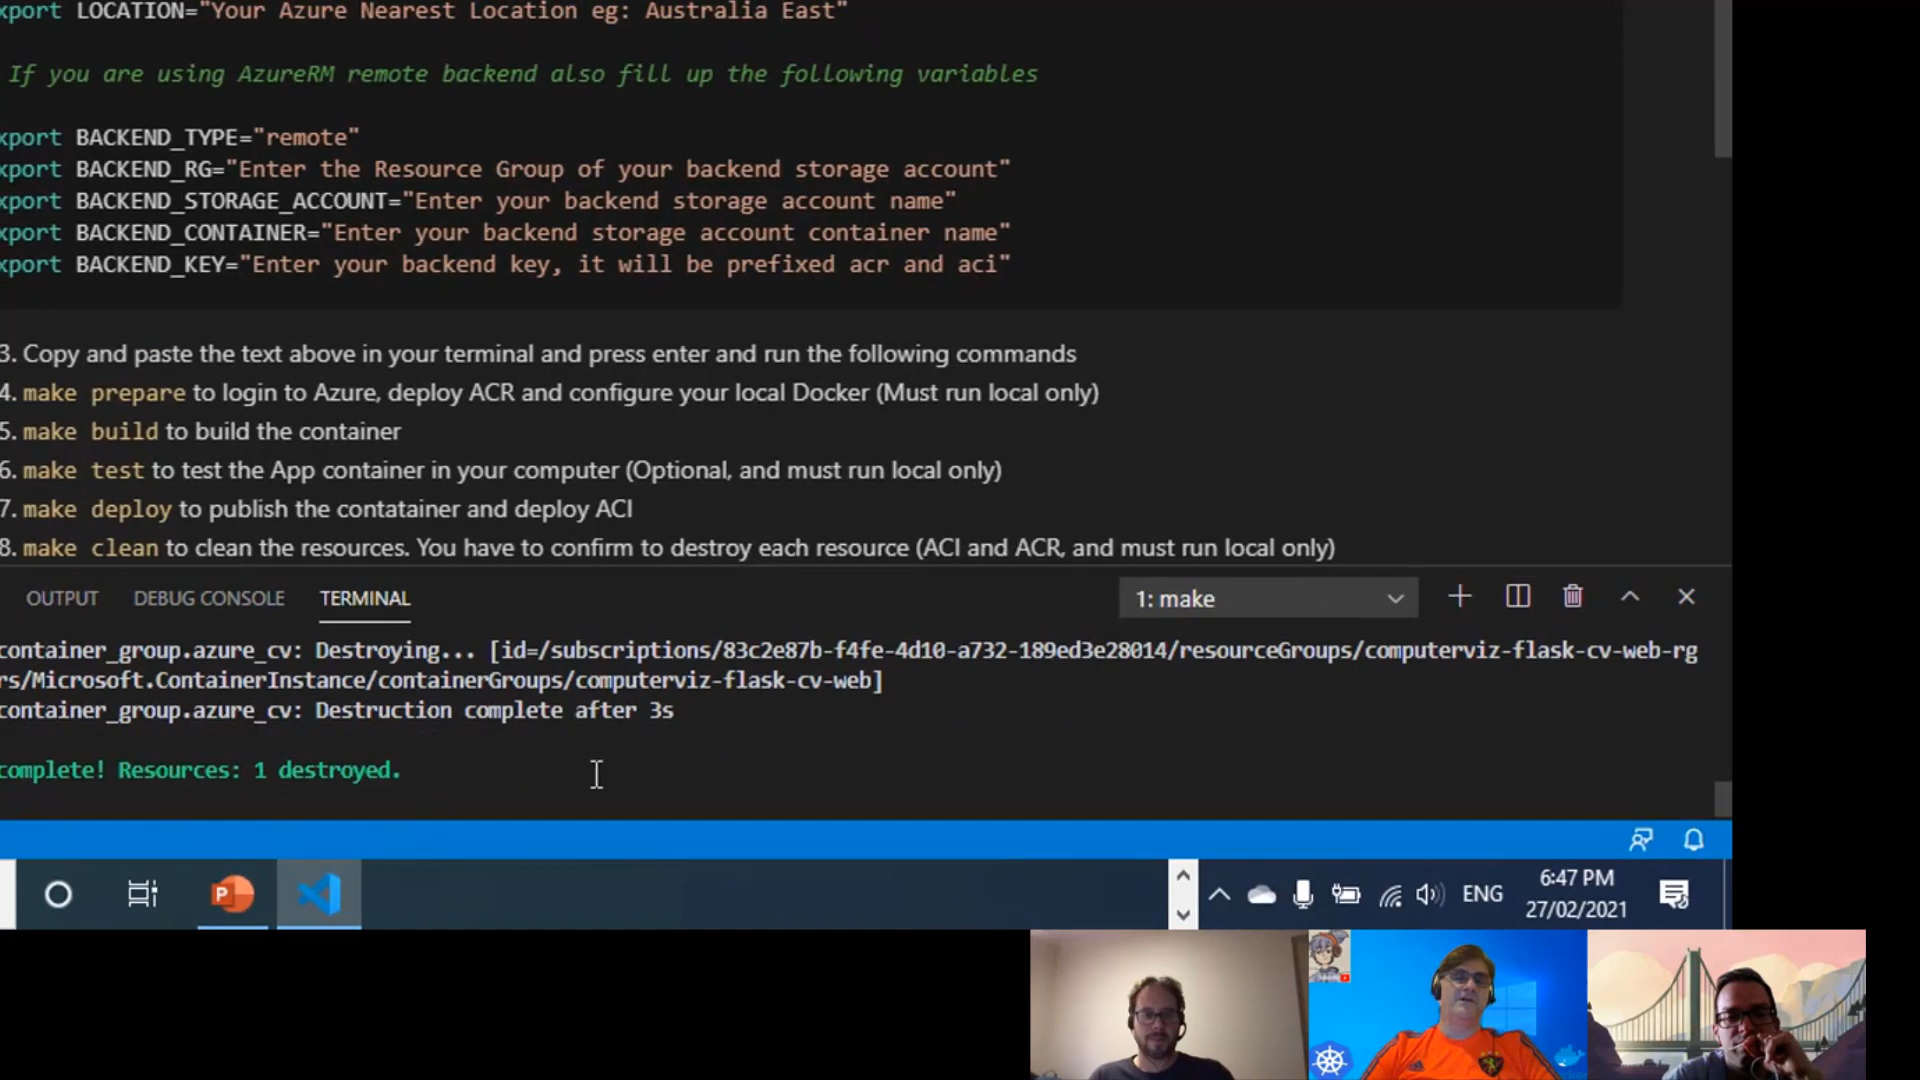 xport LOCATION="Your Azure Nearest Location eg: Australia East"
If you are using AzureRM remote backend also fill up the following variables
xport BACKEND_TYPE="remote"
xport BACKEND_RG="Enter the Resource Group of your backend storage account"
xport BACKEND_STORAGE_ACCOUNT="Enter your backend storage account name"
xport BACKEND_CONTAINER="Enter your backend storage account container name"
xport BACKEND_KEY="Enter your backend key, it will be prefixed acr and aci"
3. Copy and paste the text above in your terminal and press enter and run the following commands
4. make prepare to login to Azure, deploy ACR and configure your local Docker (Must run local only)
5. make build to build the container
6. make test to test the App container in your computer (Optional, and must run local only)
7. make deploy to publish the contatainer and deploy ACI
8. make clean to clean the resources. You have to confirm to destroy each resource (ACI and ACR, and must run local only)
OUTPUT DEBUG CONSOLE TERMINAL 1: make
container_group.azure_cv: Destroying... [id=/subscriptions/83c2e87b-f4fe-4d10-a732-189ed3e28014/resourceGroups/computerviz-flask-cv-web-rg
rs/Microsoft.ContainerInstance/containerGroups/computerviz-flask-cv-web]
container_group.azure_cv: Destruction complete after 3s
complete! Resources: 1 destroyed.
P ENG 6:47 PM
27/02/2021